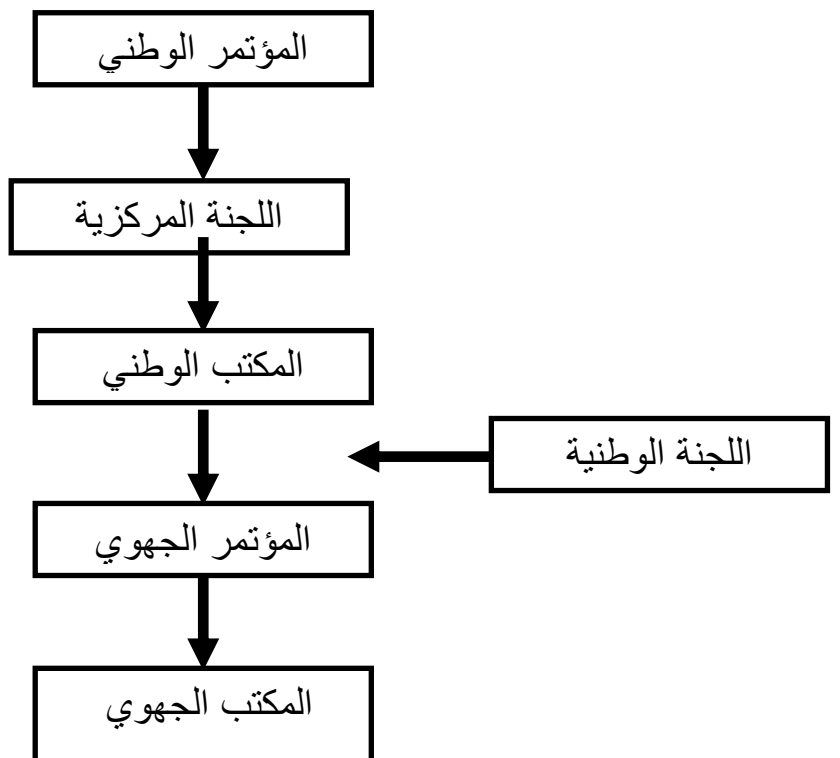 المؤتمر الوطني
اللجنة المركزية
المكتب الوطني
اللجنة الوطنية
المؤتمر الجهوي
المكتب الجهوي